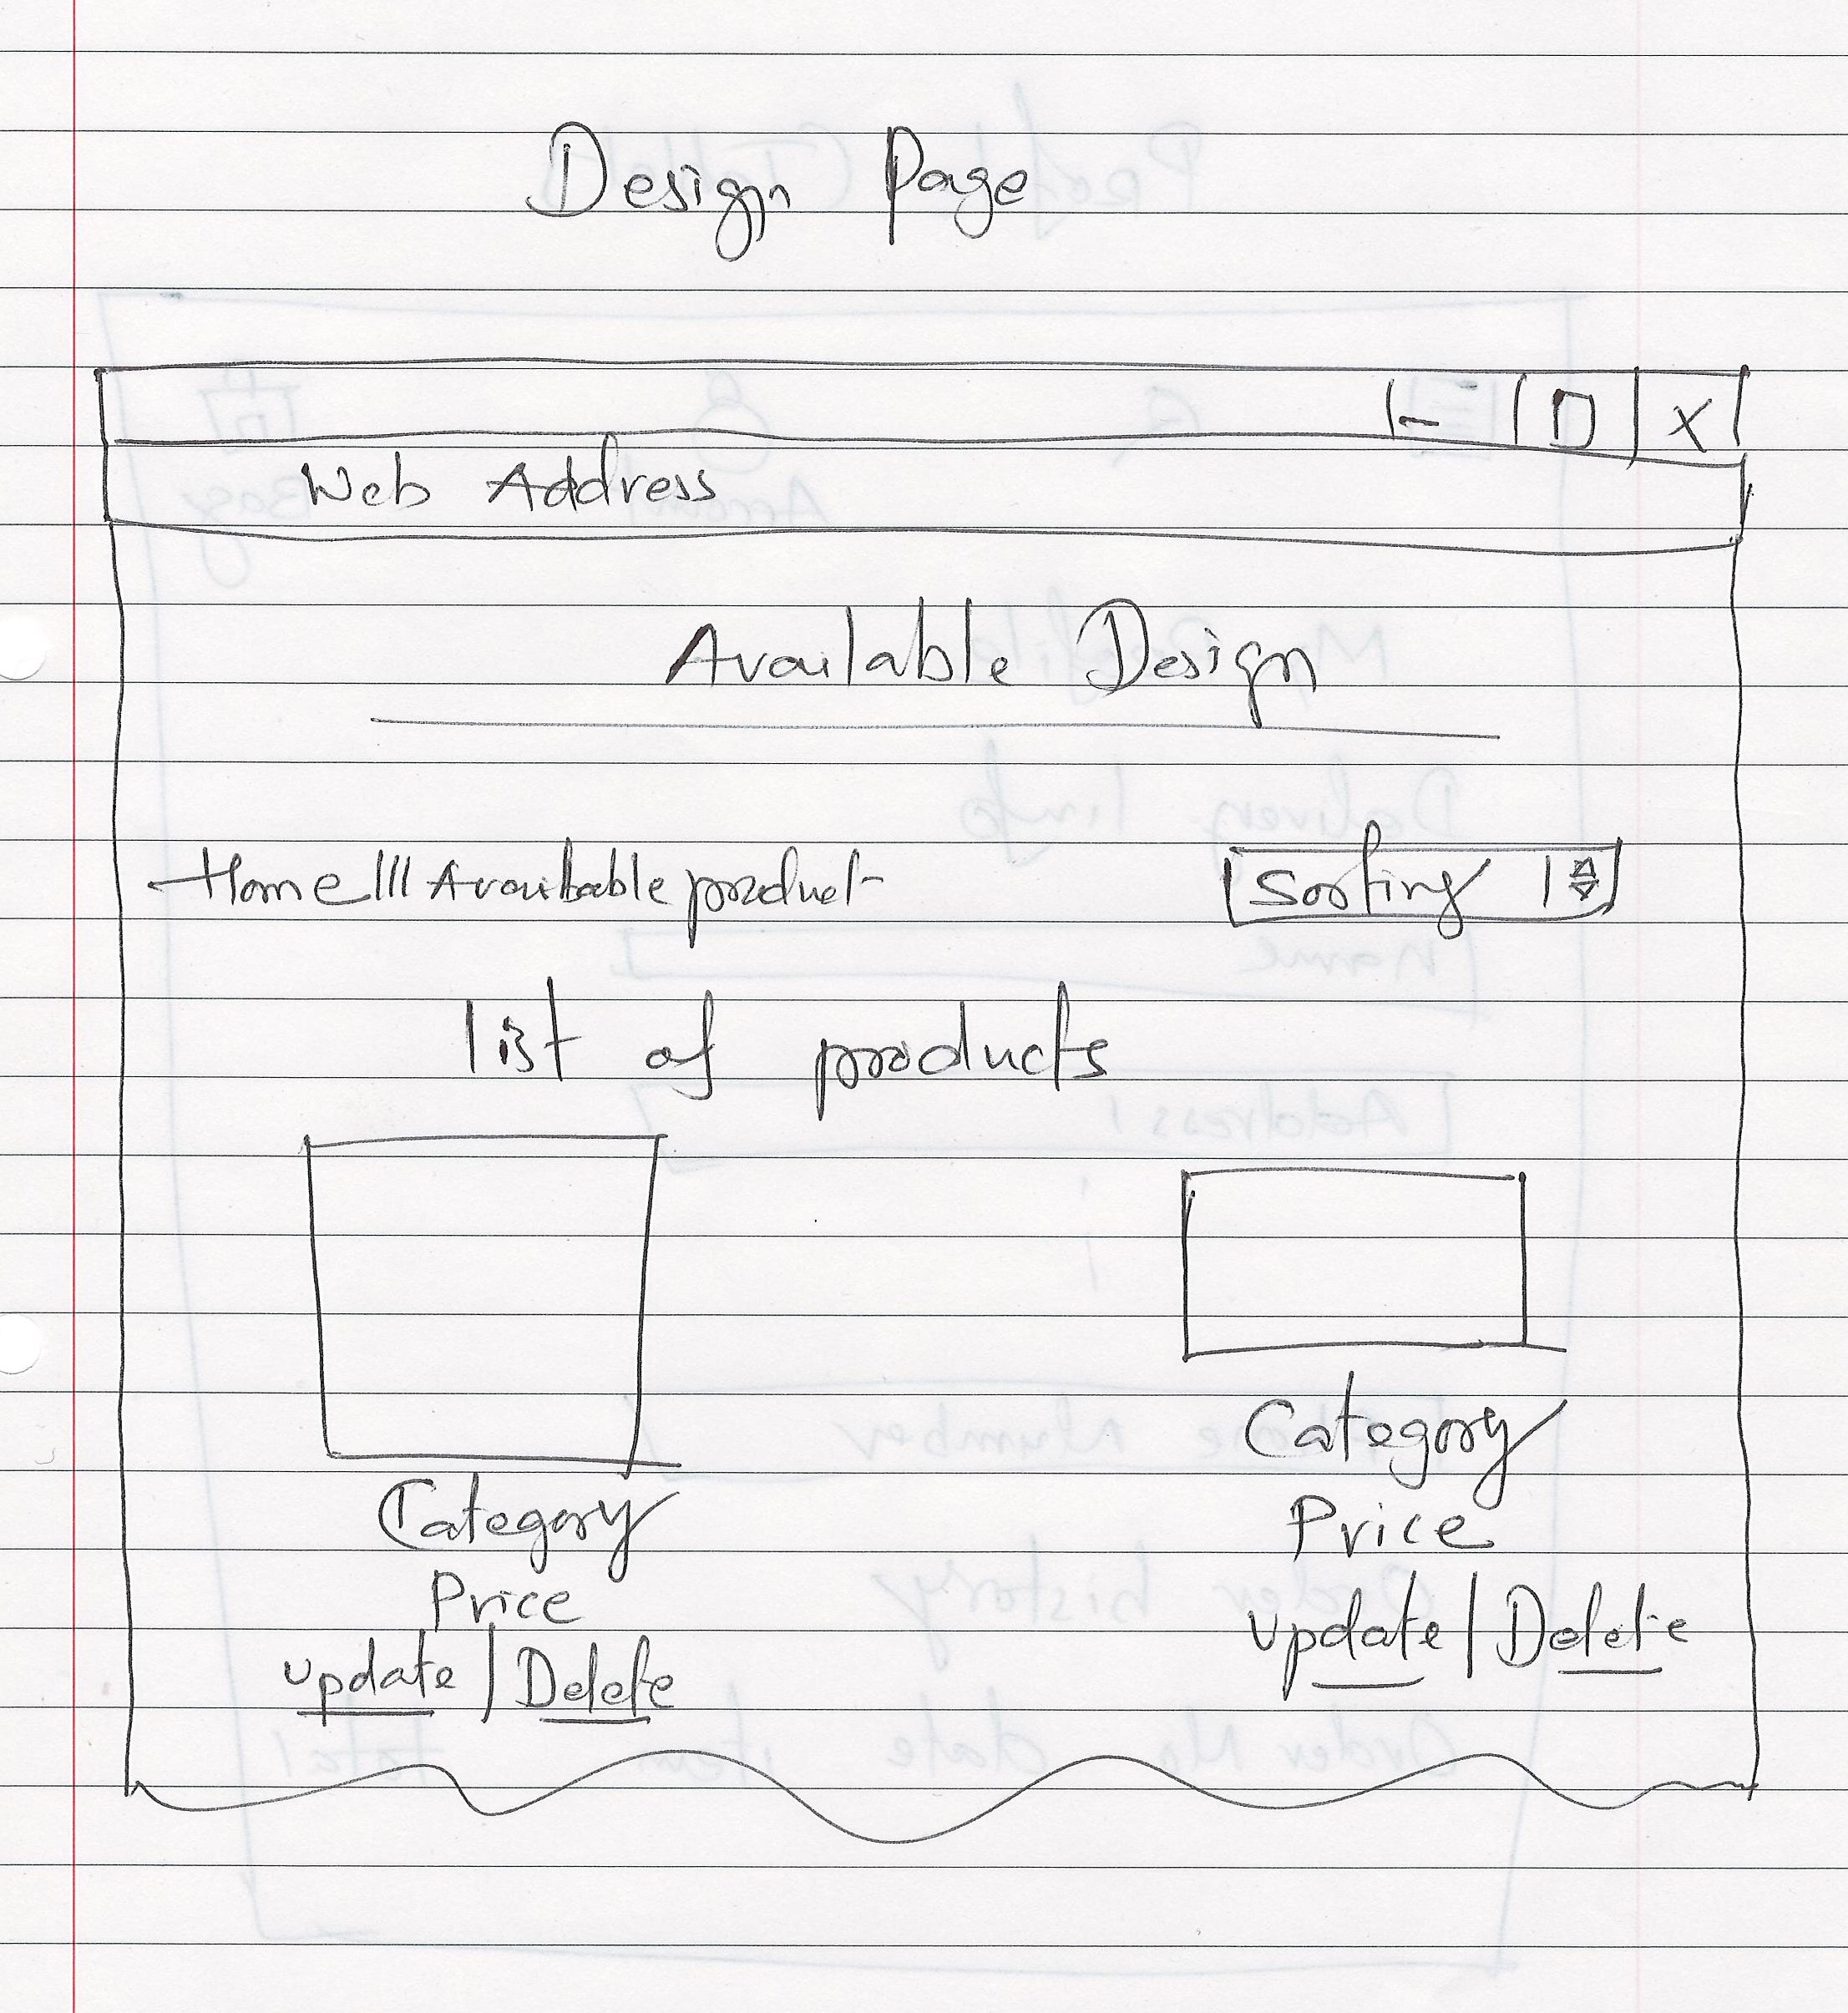 Design Page
Web Address
Available Design
Home||| Available product
Sorting
list of products
Category
Price
update | Delete
Category
Price
update | Delete